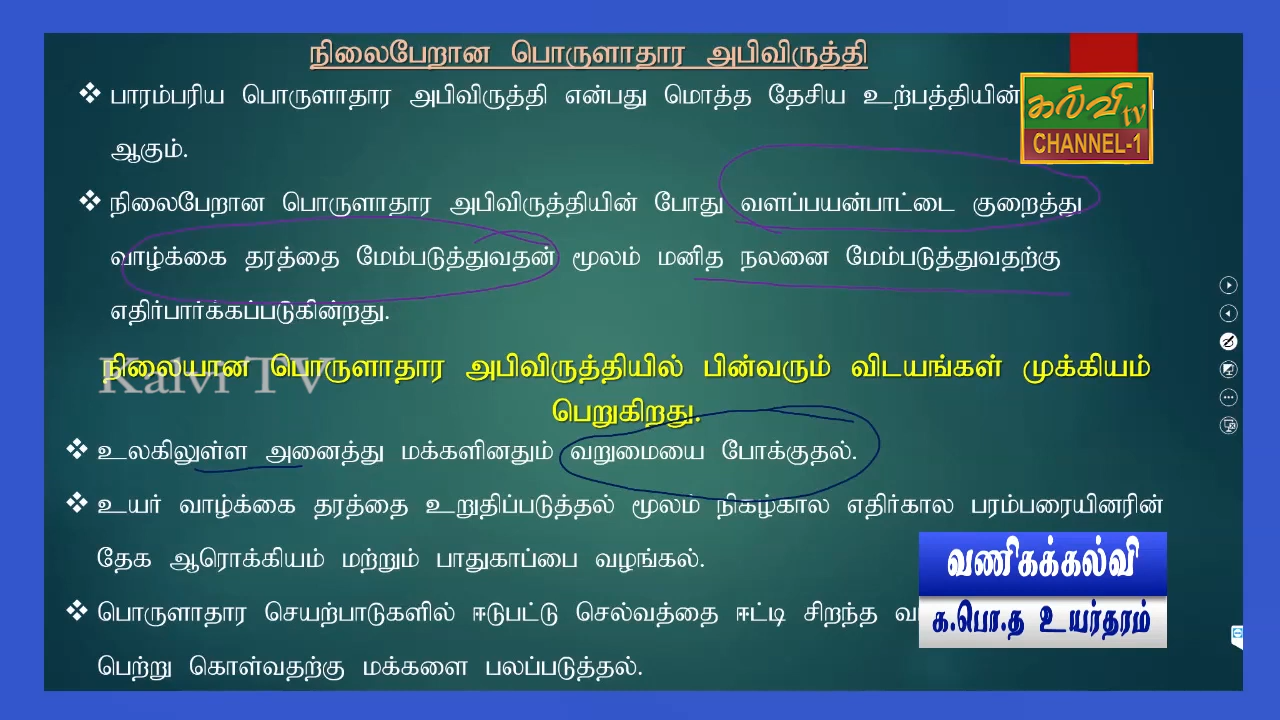 நிலைபேறான பொருளாதார அபிவிருத்தி
❖ பாரம்பரிய பொருளாதார அபிவிருத்தி என்பது மொத்த தேசிய உற்பத்தியின்
ஆகும்.
❖ நிலைபேறான பொருளாதார அபிவிருத்தியின் போது வளப்பயன்பாட்டை குறைத்து
வாழ்க்கை தரத்தை மேம்படுத்துவதன் மூலம் மனித நலனை மேம்படுத்துவதற்கு
எதிர்பார்க்கப்படுகின்றது.
நிலையான பொருளாதார அபிவிருத்தியில் பின்வரும் விடயங்கள் முக்கியம்
பெறுகிறது.
❖ உலகிலுள்ள அனைத்து மக்களினதும் வறுமையை போக்குதல்.
❖ உயர் வாழ்க்கை தரத்தை உறுதிப்படுத்தல் மூலம் நிகழ்கால எதிர்கால பரம்பரையினரின்
தேக ஆரொக்கியம் மற்றும் பாதுகாப்பை வழங்கல்.
❖ பொருளாதார செயற்பாடுகளில் ஈடுபட்டு செல்வத்தை ஈட்டி சிறந்த
பெற்று கொள்வதற்கு மக்களை பலப்படுத்தல்.
கல்வி tv
CHANNEL-1
Kalvi TV
வணிகக்கல்வி
க.பொ.த உயர்தரம்